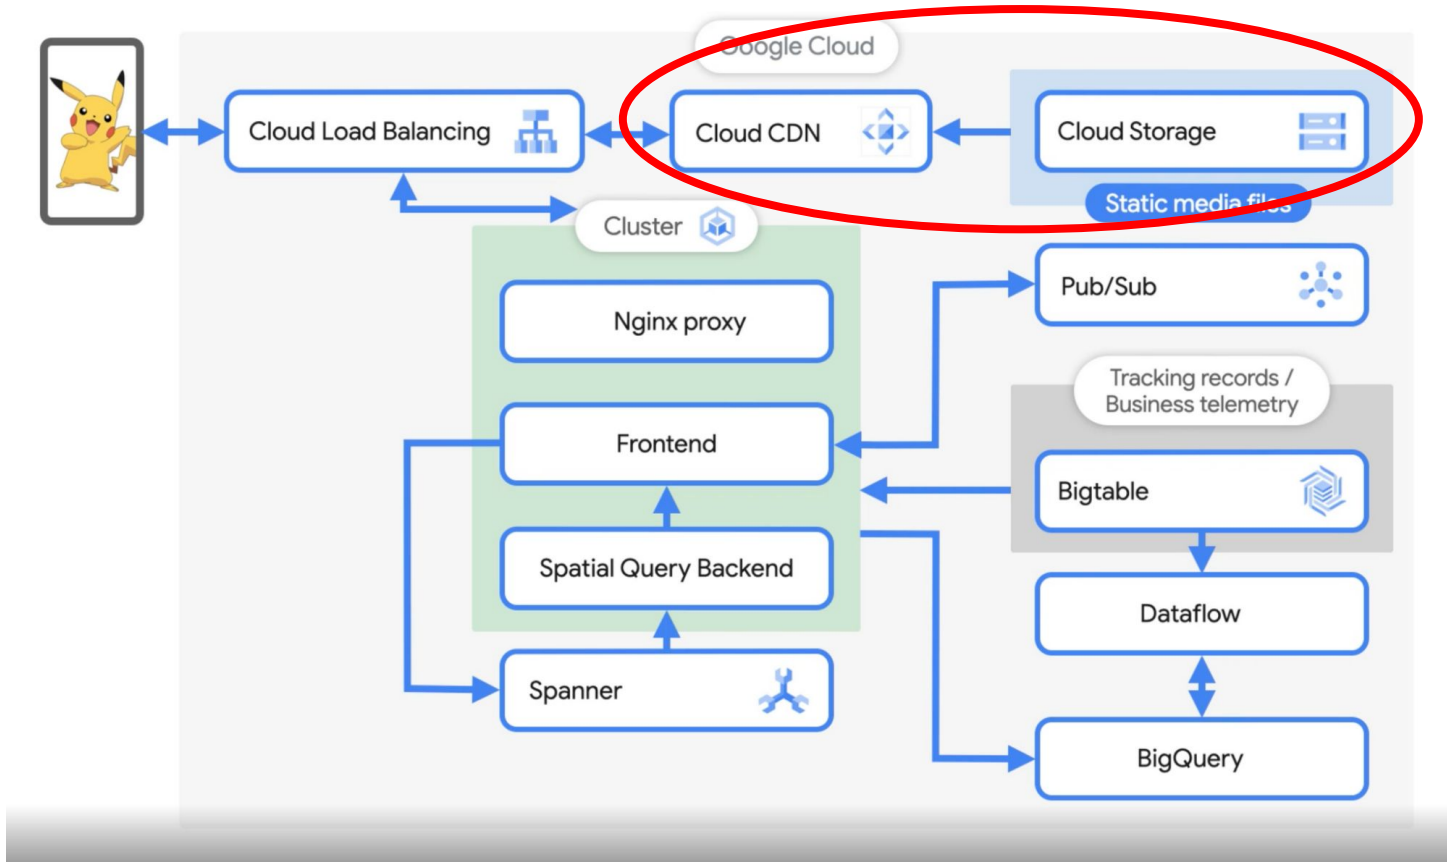 Google Cloud
Cloud Load Balancing
Cloud CDN
Cloud Storage
Static media files
Cluster
Nginx proxy
Pub/Sub
Tracking records /
Business telemetry
Frontend
Bigtable
Spatial Query Backend
Dataflow
Spanner
BigQuery